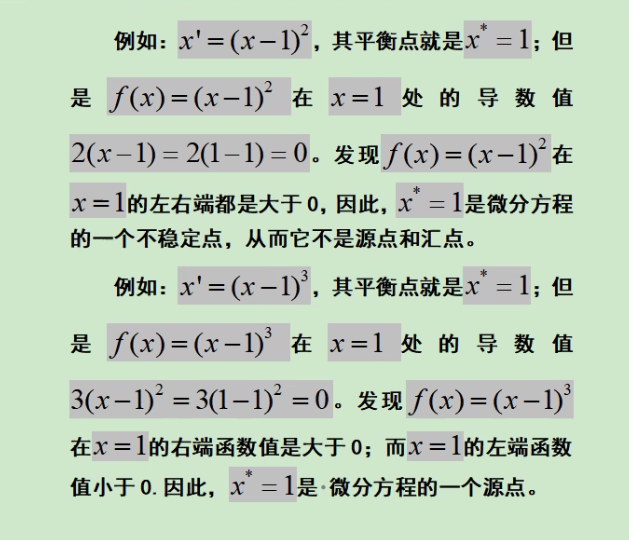 例如：x' = (x−1)²，其平衡点就是x* = 1；但
是 f(x) = (x−1)² 在 x = 1 处的导数值
2(x−1) = 2(1−1) = 0。发现f(x) = (x−1)²在
x = 1的左右端都是大于0，因此，x* = 1是微分方程
的一个不稳定点，从而它不是源点和汇点。
例如：x' = (x−1)³，其平衡点就是x* = 1；但
是 f(x) = (x−1)³ 在 x = 1 处的导数值
3(x−1)² = 3(1−1)² = 0。发现f(x) = (x−1)³
在x = 1的右端函数值是大于0；而x = 1的左端函数
值小于0.因此，x* = 1是·微分方程的一个源点。